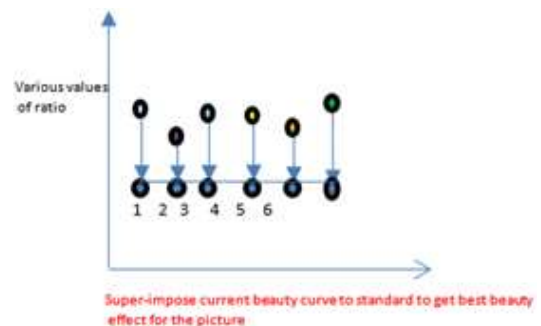 Various values
of ratio
1 2 3 4 5 6
Super-impose current beauty curve to standard to get best beauty
effect for the picture